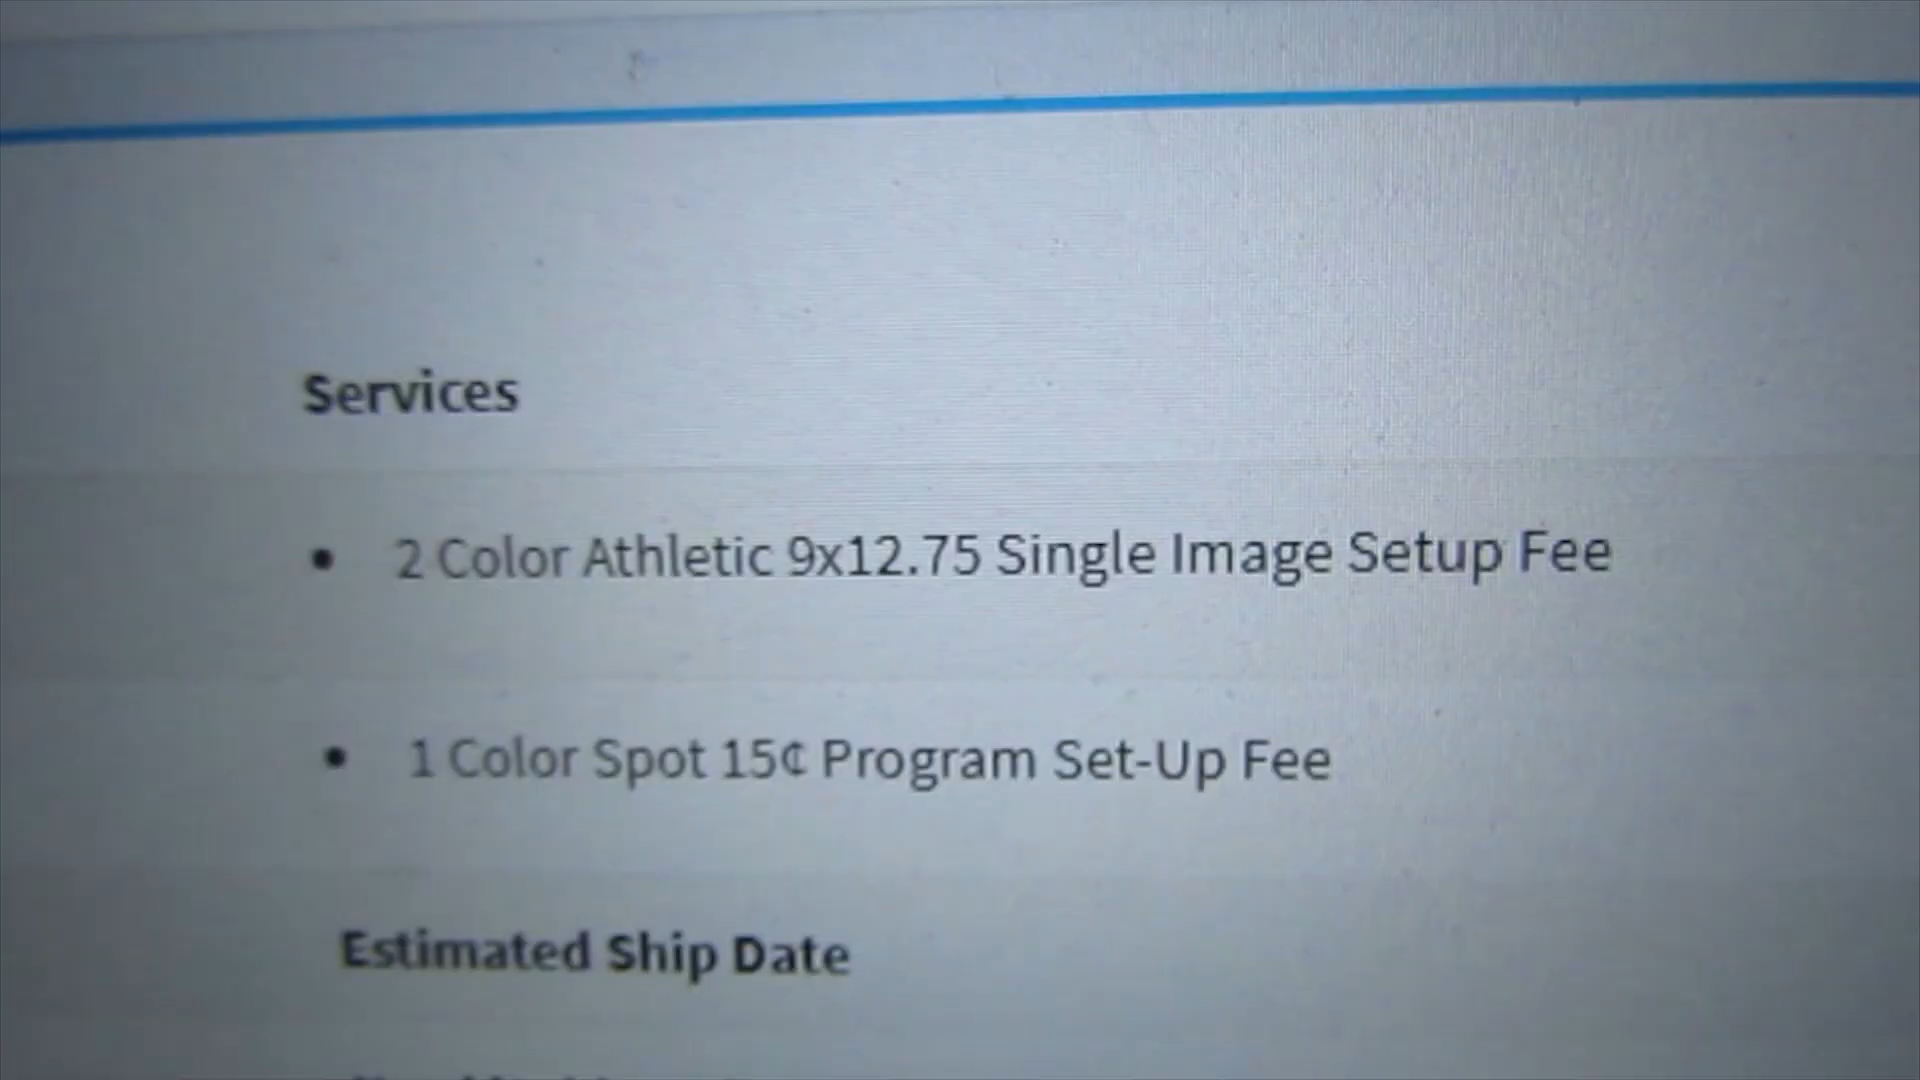 Services
• 2 Color Athletic 9x12.75 Single Image Setup Fee
• 1 Color Spot 15¢ Program Set-Up Fee
Estimated Ship Date